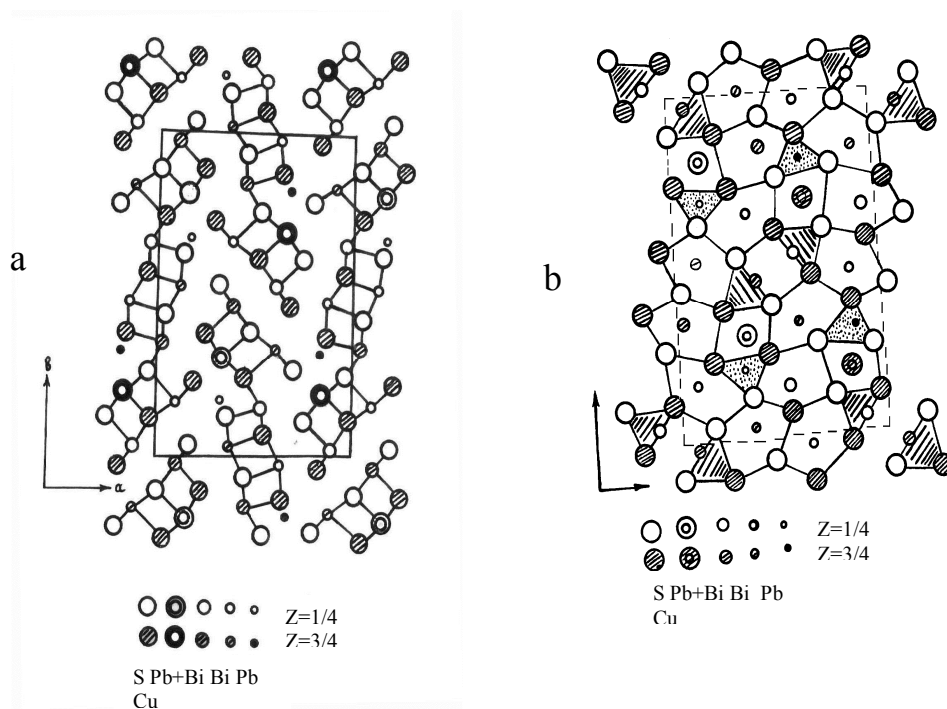 a
b
в
a
Z=1/4
Z=3/4
S Pb+Bi Bi Pb
Cu
Z=1/4
Z=3/4
S Pb+Bi Bi Pb
Cu